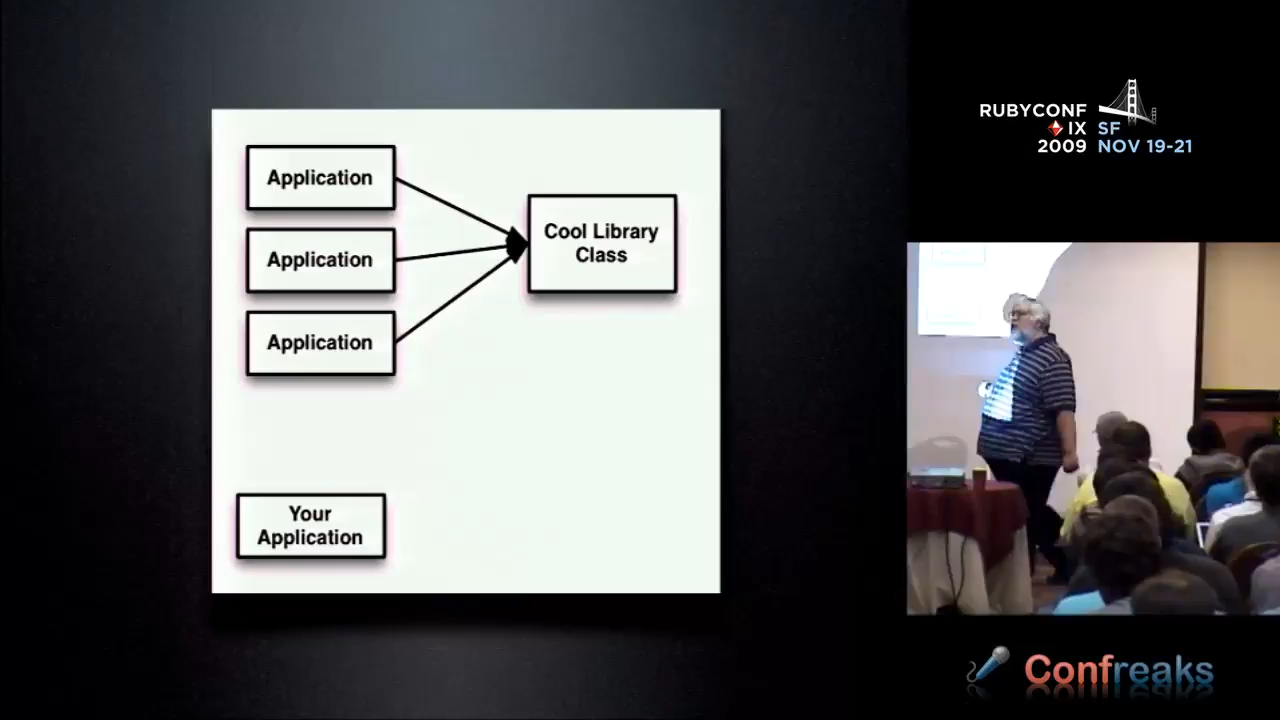 Application
Application
Application
Cool Library
Class
Your
Application
RUBYCONF
IX SF
2009 NOV 19-21
Confreaks